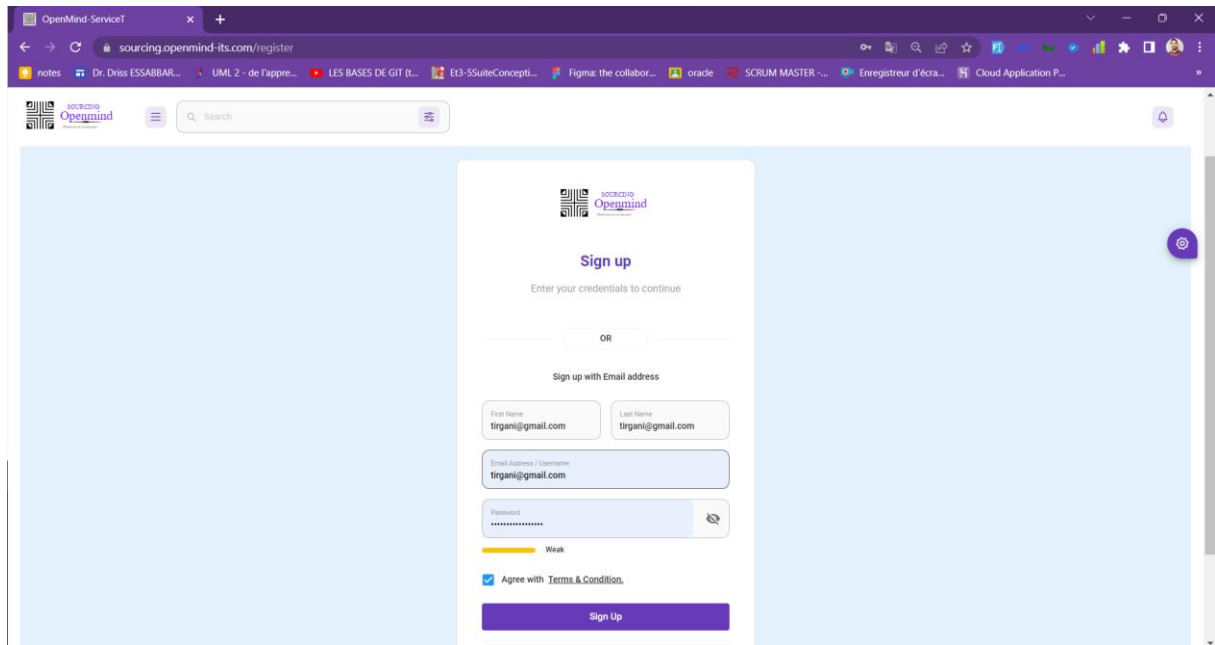 OpenMind-ServiceT
sourcing.openmind-its.com/register
notes Dr. Driss ESSABBAR... UML 2 - de l'appre... LES BASES DE GIT (t... Et3-5SuiteConcepti... Figma: the collabor... oracle SCRUM MASTER -... Enregistreur d'écra... Cloud Application P...
SOURCING
Openmind
Search
SOURCING
Openmind
Sign up
Enter your credentials to continue
OR
Sign up with Email address
First Name Last Name
tirgani@gmail.com tirgani@gmail.com
Email Address / Username
tirgani@gmail.com
Password
••••••••••••••••
Weak
Agree with Terms & Condition.
Sign Up